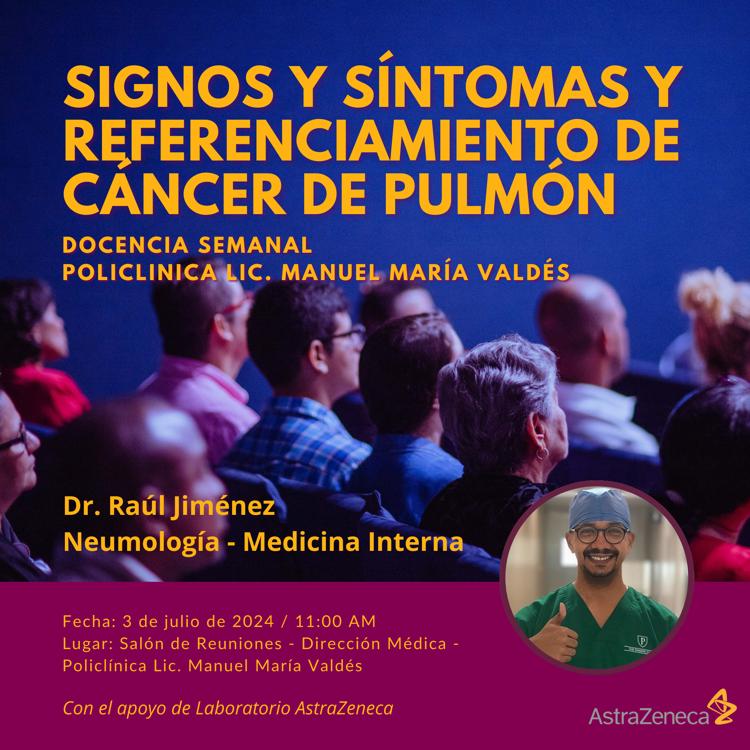 SIGNOS Y SÍNTOMAS Y
REFERENCIAMIENTO DE
CÁNCER DE PULMÓN
DOCENCIA SEMANAL
POLICLINICA LIC. MANUEL MARÍA VALDÉS
Dr. Raúl Jiménez
Neumología - Medicina Interna
Fecha: 3 de julio de 2024 / 11:00 AM
Lugar: Salón de Reuniones - Dirección Médica -
Policlínica Lic. Manuel María Valdés
Con el apoyo de Laboratorio AstraZeneca
AstraZeneca